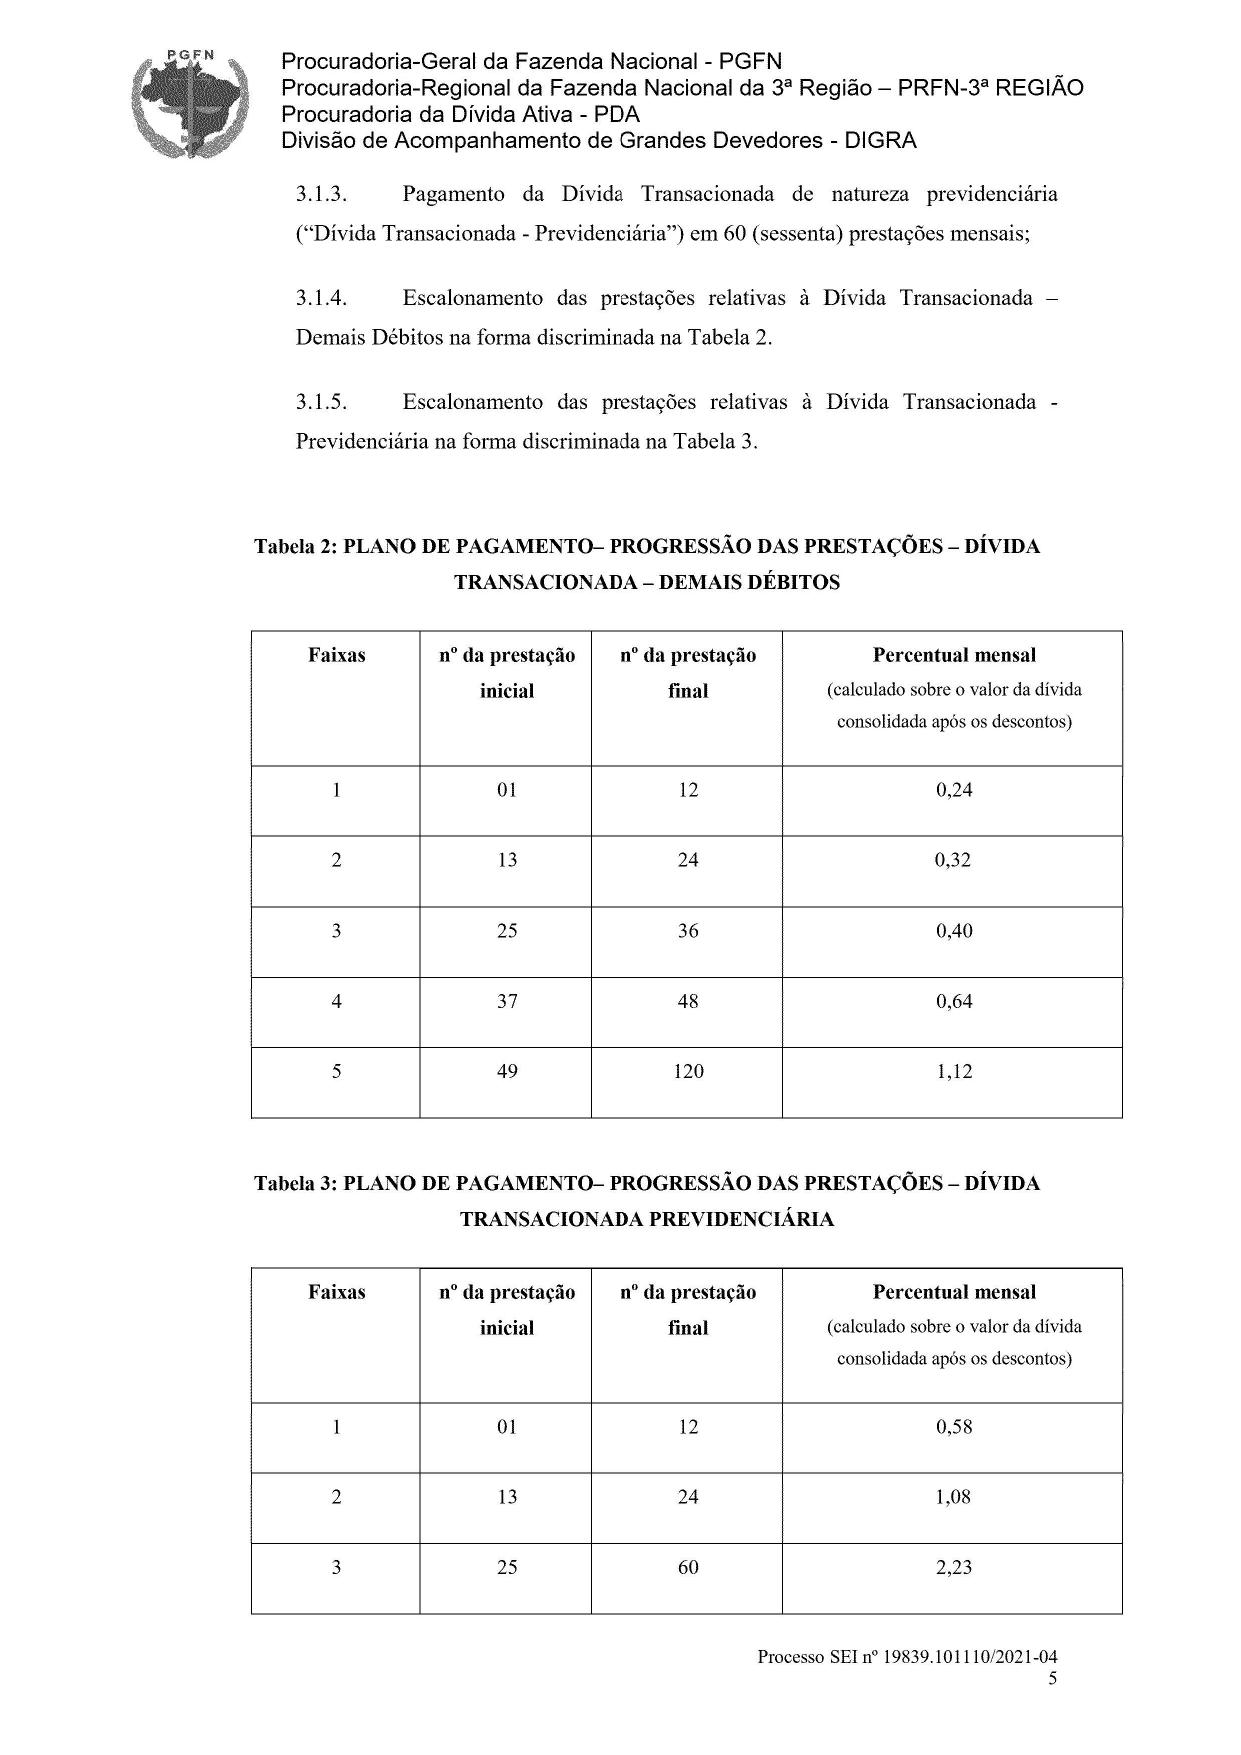 PGFN
Procuradoria-Geral da Fazenda Nacional - PGFN
Procuradoria-Regional da Fazenda Nacional da 3ª Região – PRFN-3ª REGIÃO
Procuradoria da Dívida Ativa - PDA
Divisão de Acompanhamento de Grandes Devedores - DIGRA
3.1.3. Pagamento da Dívida Transacionada de natureza previdenciária
(“Dívida Transacionada - Previdenciária”) em 60 (sessenta) prestações mensais;
3.1.4. Escalonamento das prestações relativas à Dívida Transacionada –
Demais Débitos na forma discriminada na Tabela 2.
3.1.5. Escalonamento das prestações relativas à Dívida Transacionada -
Previdenciária na forma discriminada na Tabela 3.
Tabela 2: PLANO DE PAGAMENTO– PROGRESSÃO DAS PRESTAÇÕES – DÍVIDA
TRANSACIONADA – DEMAIS DÉBITOS
Faixas nº da prestação nº da prestação Percentual mensal
inicial final (calculado sobre o valor da dívida
consolidada após os descontos)
1 01 12 0,24
2 13 24 0,32
3 25 36 0,40
4 37 48 0,64
5 49 120 1,12
Tabela 3: PLANO DE PAGAMENTO– PROGRESSÃO DAS PRESTAÇÕES – DÍVIDA
TRANSACIONADA PREVIDENCIÁRIA
Faixas nº da prestação nº da prestação Percentual mensal
inicial final (calculado sobre o valor da dívida
consolidada após os descontos)
1 01 12 0,58
2 13 24 1,08
3 25 60 2,23
Processo SEI nº 19839.101110/2021-04
5